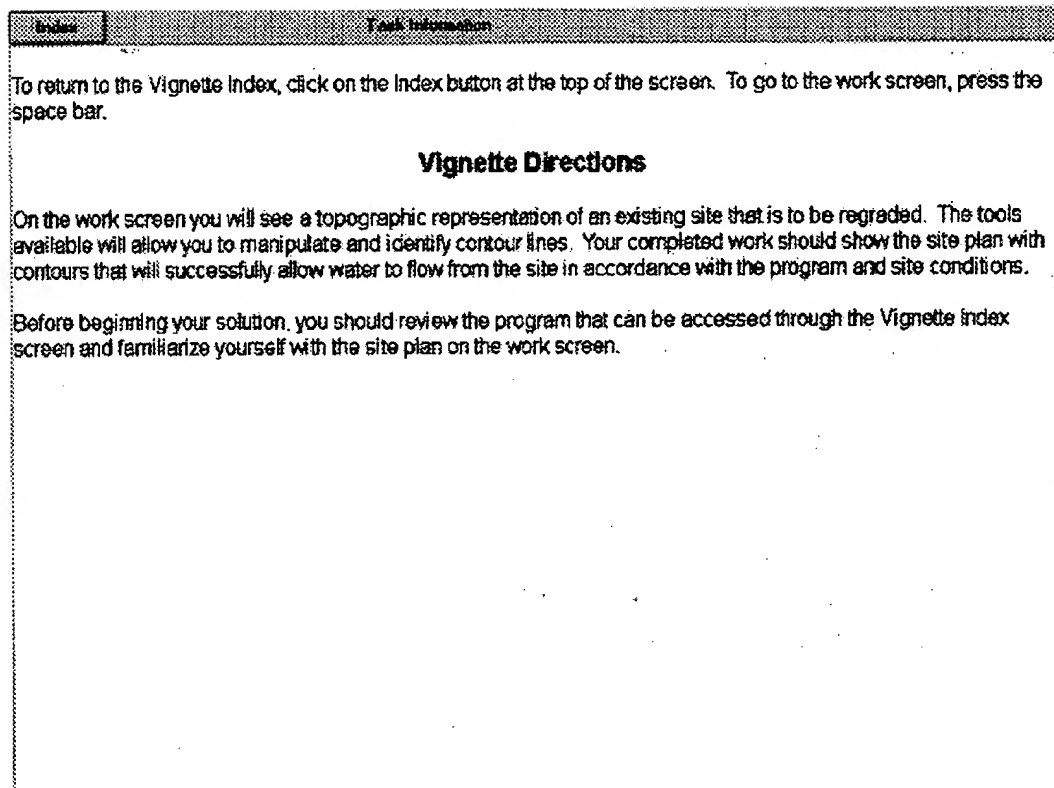 Index Task Information
To return to the Vignette Index, click on the Index button at the top of the screen. To go to the work screen, press the
space bar.
Vignette Directions
On the work screen you will see a topographic representation of an existing site that is to be regraded. The tools
available will allow you to manipulate and identify contour lines. Your completed work should show the site plan with
contours that will successfully allow water to flow from the site in accordance with the program and site conditions.
Before beginning your solution, you should review the program that can be accessed through the Vignette Index
screen and familiarize yourself with the site plan on the work screen.